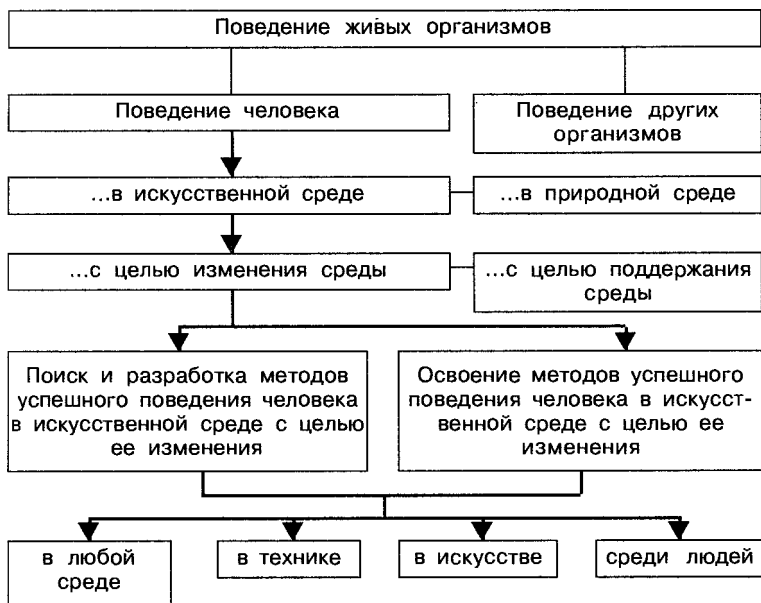 Поведение живых организмов
Поведение человека
Поведение других
организмов
...в искусственной среде
...в природной среде
...с целью изменения среды
...с целью поддержания
среды
Поиск и разработка методов
успешного поведения человека
в искусственной среде с целью
ее изменения
Освоение методов успешного
поведения человека в искусст-
венной среде с целью ее
изменения
в любой
среде
в технике
в искусстве
среди людей